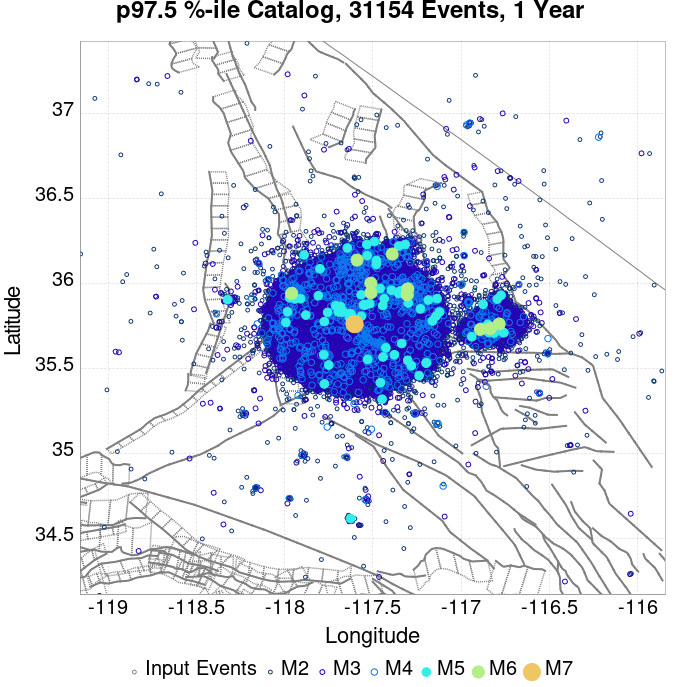 p97.5 %-ile Catalog, 31154 Events, 1 Year
37
36.5
36
35.5
35
34.5
Latitude
-119 -118.5 -118 -117.5 -117 -116.5 -116
Longitude
Input Events M2 M3 M4 M5 M6 M7